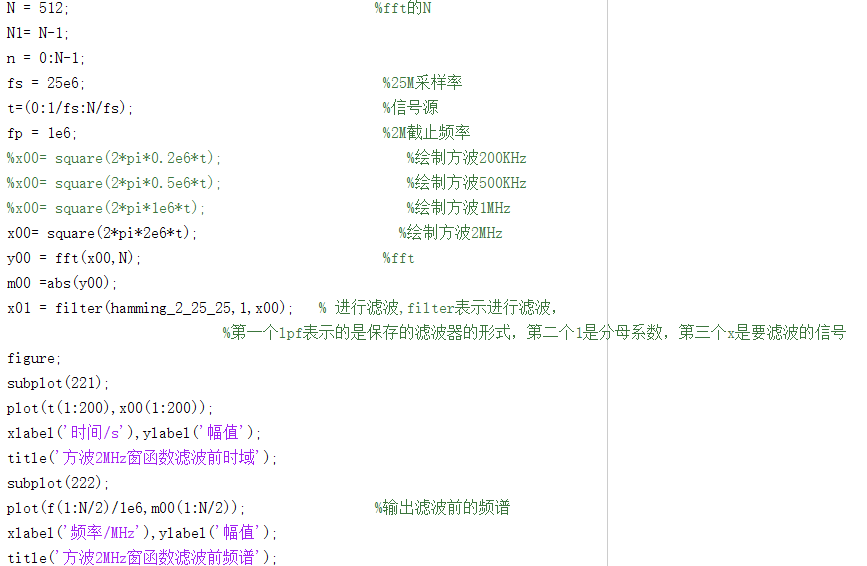 N = 512; %fft的N
N1= N-1;
n = 0:N-1;
fs = 25e6; %25M采样率
t=(0:1/fs:N/fs); %信号源
fp = 1e6; %2M截止频率
%x00= square(2*pi*0.2e6*t); %绘制方波200KHz
%x00= square(2*pi*0.5e6*t); %绘制方波500KHz
%x00= square(2*pi*1e6*t); %绘制方波1MHz
x00= square(2*pi*2e6*t); %绘制方波2MHz
y00 = fft(x00,N); %fft
m00 =abs(y00);
x01 = filter(hamming_2_25_25,1,x00); % 进行滤波,filter表示进行滤波，
%第一个lpf表示的是保存的滤波器的形式，第二个1是分母系数，第三个x是要滤波的信号
figure;
subplot(221);
plot(t(1:200),x00(1:200));
xlabel('时间/s'),ylabel('幅值');
title('方波2MHz窗函数滤波前时域');
subplot(222);
plot(f(1:N/2)/1e6,m00(1:N/2)); %输出滤波前的频谱
xlabel('频率/MHz'),ylabel('幅值');
title('方波2MHz窗函数滤波前频谱');